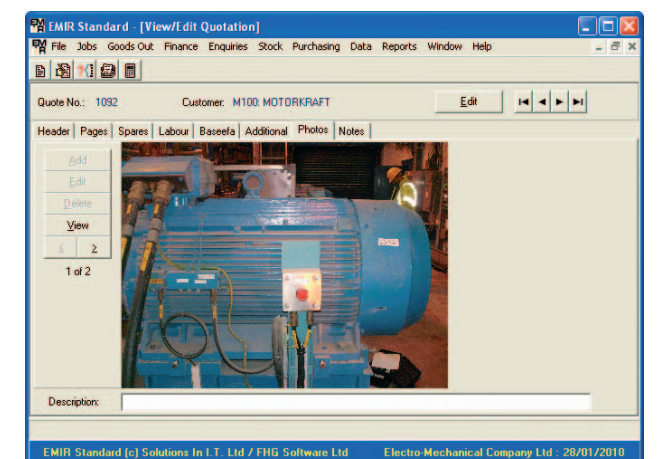 EMIR Standard - [View/Edit Quotation]
File Jobs Goods Out Finance Enquiries Stock Purchasing Data Reports Window Help
Quote No.: 1092 Customer: M100: MOTORKRAFT Edit
Header Pages Spares Labour Baseefa Additional Photos Notes
Add
Edit
Delete
View
< >
1 of 2
Description:
EMIR Standard (c) Solutions In I.T. Ltd / FHG Software Ltd Electro-Mechanical Company Ltd : 28/01/2010